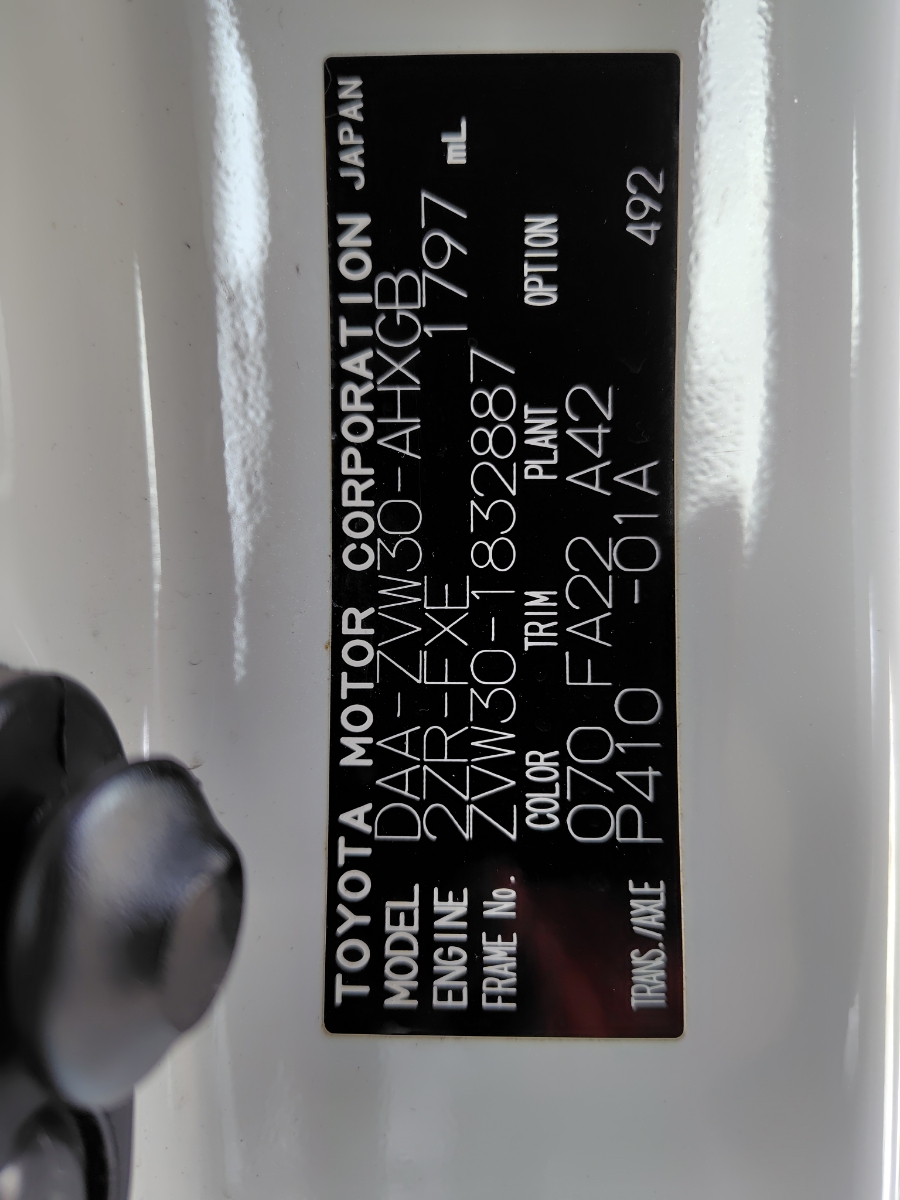 TOYOTA MOTOR CORPORATION JAPAN
MODEL DAA-ZVW30-AHXGB
ENGINE 2ZR-FXE 1797 mL
FRAME No. ZVW30-1832887
COLOR TRIM PLANT OPTION
070 FA22 A42
TRANS./AXLE P410 -01A 492